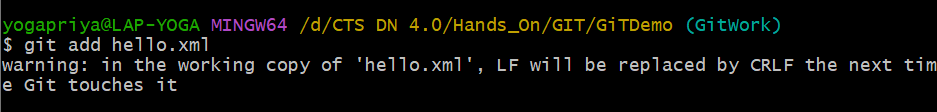 yogapriya@LAP-YOGA MINGW64 /d/CTS DN 4.0/Hands_On/GIT/GiTDemo (GitWork)
$ git add hello.xml
warning: in the working copy of 'hello.xml', LF will be replaced by CRLF the next tim
e Git touches it